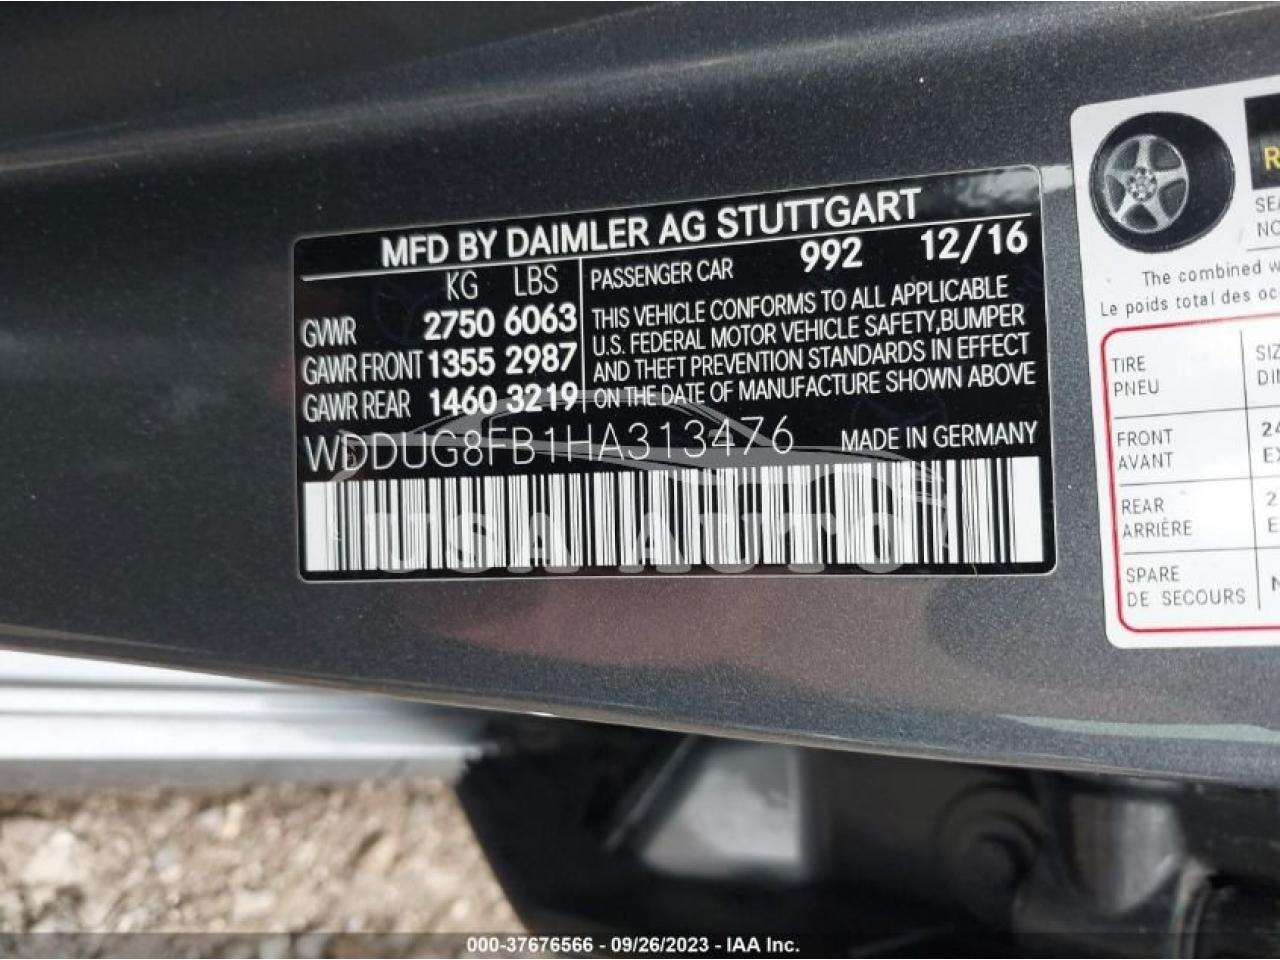 MFD BY DAIMLER AG STUTTGART
KG LBS
GVWR 2750 6063
GAWR FRONT 1355 2987
GAWR REAR 1460 3219
PASSENGER CAR 992 12/16
THIS VEHICLE CONFORMS TO ALL APPLICABLE
U.S. FEDERAL MOTOR VEHICLE SAFETY,BUMPER
AND THEFT PREVENTION STANDARDS IN EFFECT
ON THE DATE OF MANUFACTURE SHOWN ABOVE
WDDUG8FB1HA313476 MADE IN GERMANY
USA AUTO
The combined
Le poids total des
TIRE
PNEU
FRONT
AVANT
REAR
ARRIÈRE
SPARE
DE SECOURS
000-37676566 - 09/26/2023 - IAA Inc.